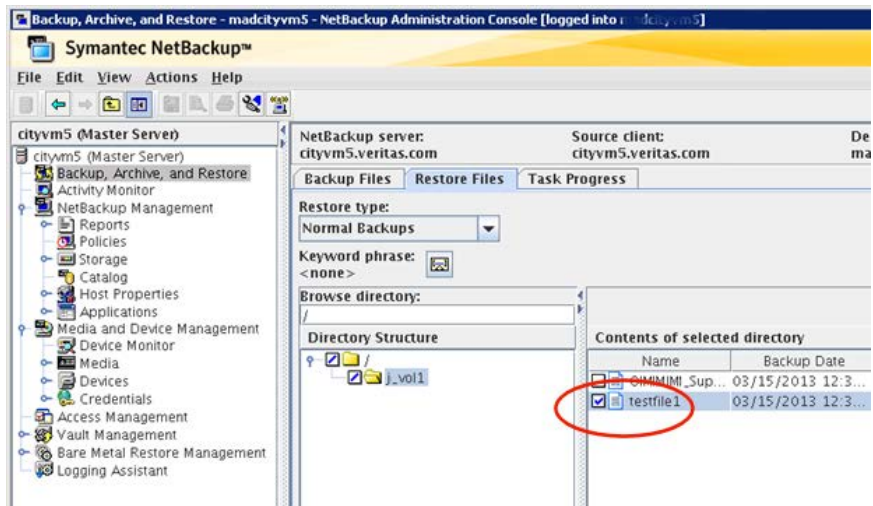 Backup, Archive, and Restore - madcityvm5 - NetBackup Administration Console [logged into madcityvm5]
Symantec NetBackup™
File Edit View Actions Help
cityvm5 (Master Server)
cityvm5 (Master Server)
Backup, Archive, and Restore
Activity Monitor
NetBackup Management
Reports
Policies
Storage
Catalog
Host Properties
Applications
Media and Device Management
Device Monitor
Media
Devices
Credentials
Access Management
Vault Management
Bare Metal Restore Management
Logging Assistant
NetBackup server: Source client: De
cityvm5.veritas.com cityvm5.veritas.com ma
Backup Files Restore Files Task Progress
Restore type:
Normal Backups
Keyword phrase:
<none>
Browse directory:
/
Directory Structure
/
j_vol1
Contents of selected directory
Name Backup Date
03/15/2013 12:3...
testfile1 03/15/2013 12:3...